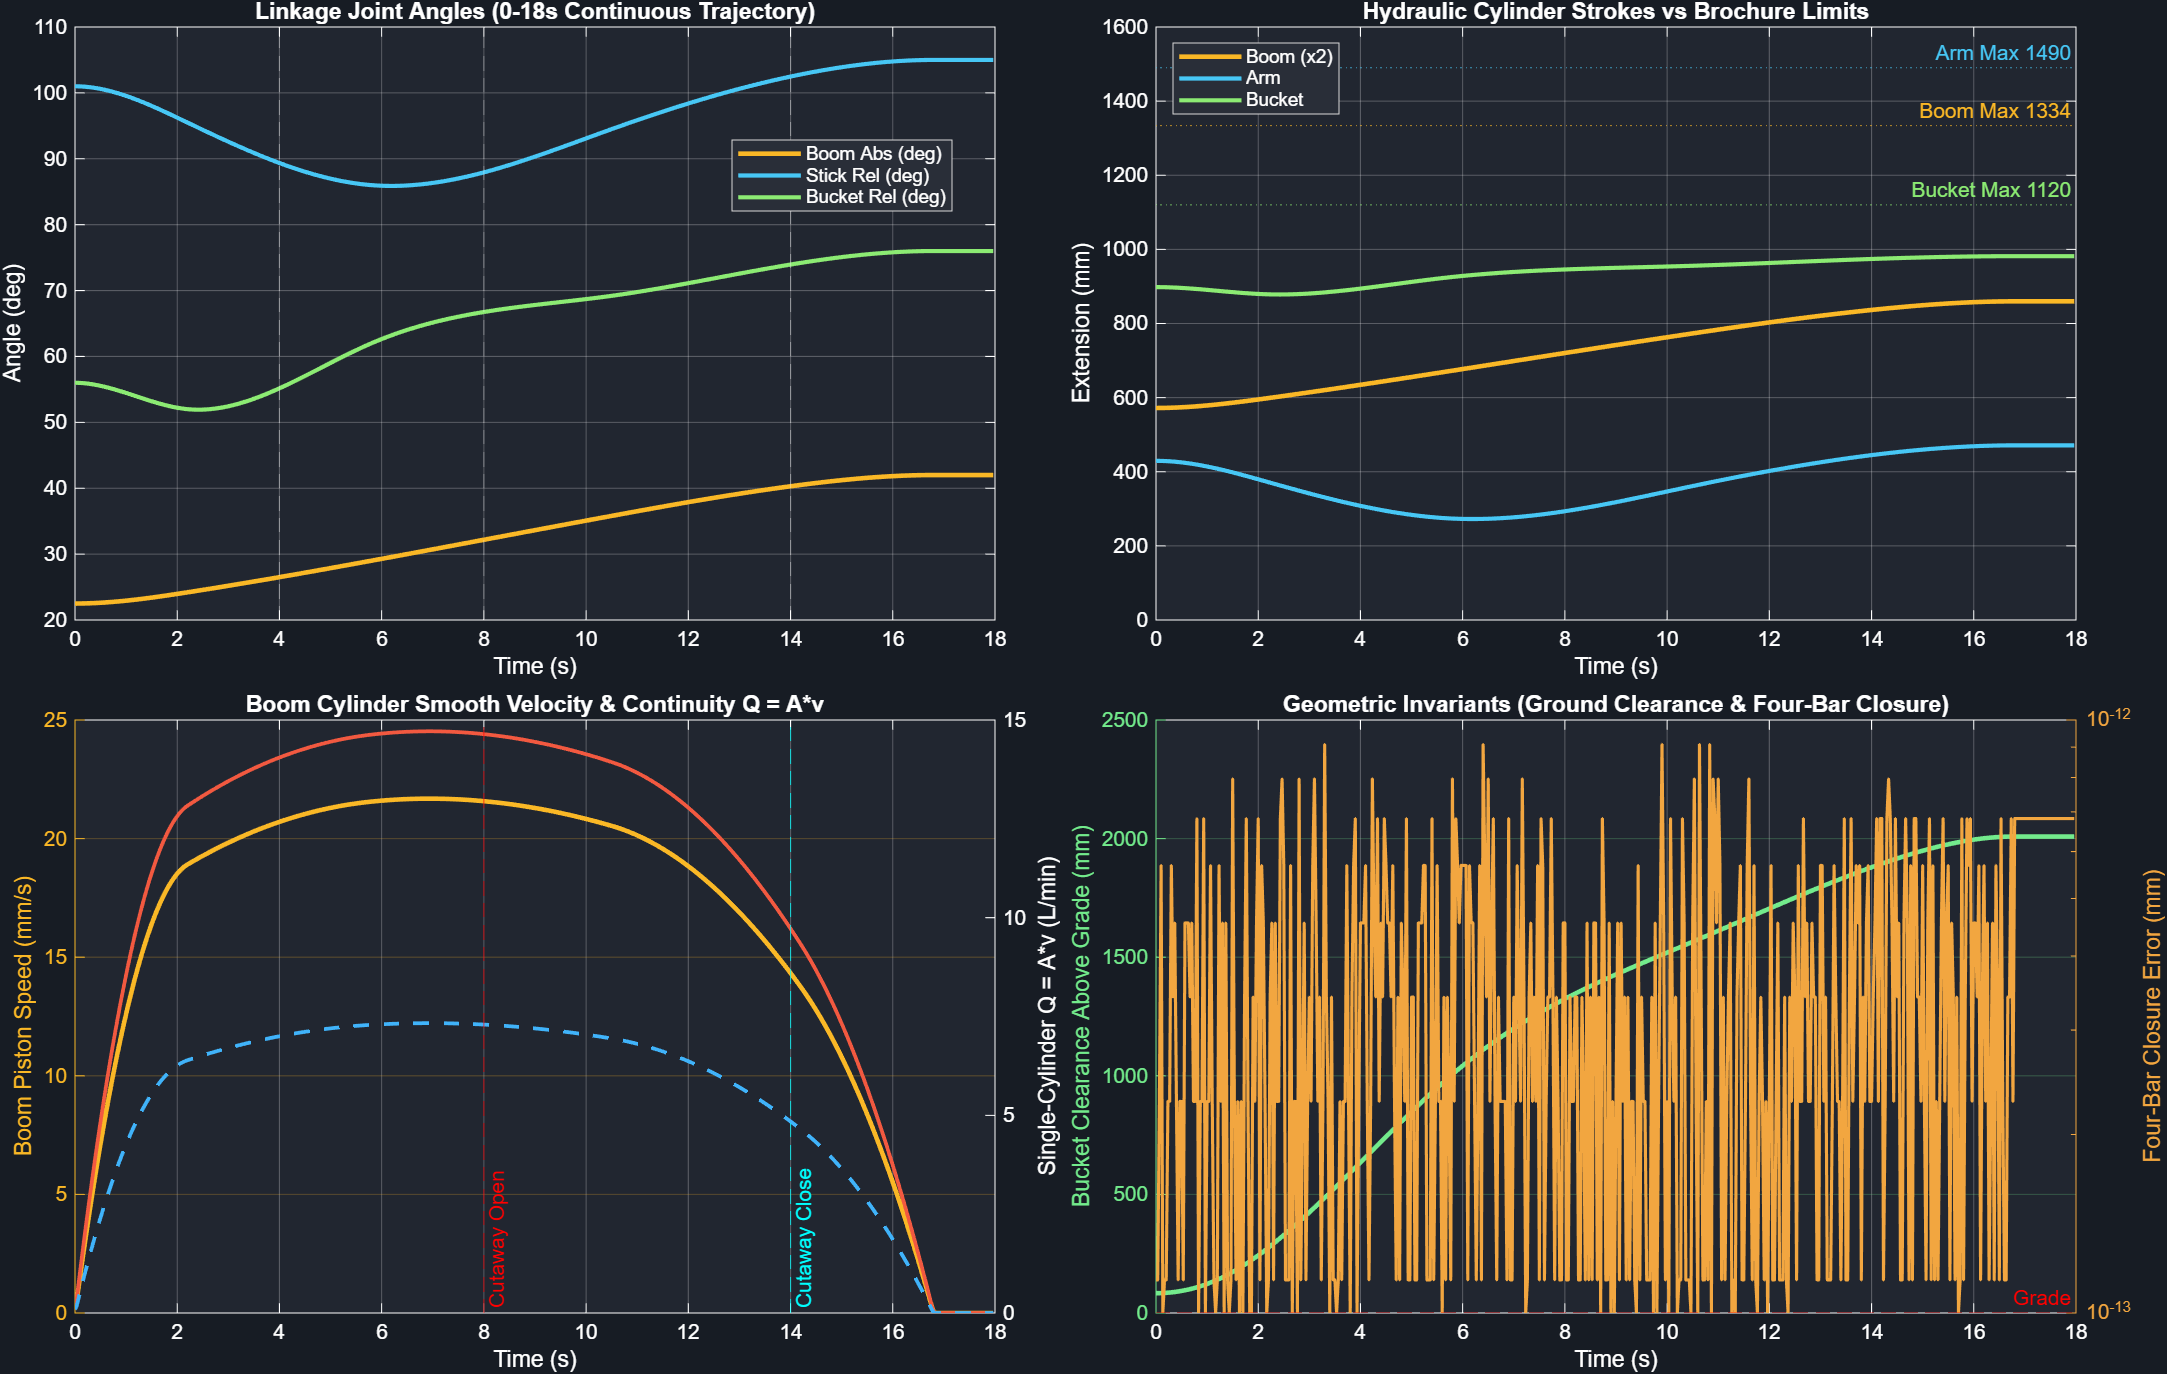 Linkage Joint Angles (0-18s Continuous Trajectory)
110
100
90
80
70
60
50
40
30
20
Angle (deg)
Boom Abs (deg)
Stick Rel (deg)
Bucket Rel (deg)
0 2 4 6 8 10 12 14 16 18
Time (s)
Hydraulic Cylinder Strokes vs Brochure Limits
1600
1400
1200
1000
800
600
400
200
0
Extension (mm)
Boom (x2)
Arm
Bucket
Arm Max 1490
Boom Max 1334
Bucket Max 1120
0 2 4 6 8 10 12 14 16 18
Time (s)
Boom Cylinder Smooth Velocity & Continuity Q = A*v
25
20
15
10
5
0
Boom Piston Speed (mm/s)
Cutaway Open
Cutaway Close
15
10
5
0
Single-Cylinder Q = A*v (L/min)
0 2 4 6 8 10 12 14 16 18
Time (s)
Geometric Invariants (Ground Clearance & Four-Bar Closure)
2500
2000
1500
1000
500
0
Bucket Clearance Above Grade (mm)
Grade
10⁻¹²
10⁻¹³
Four-Bar Closure Error (mm)
0 2 4 6 8 10 12 14 16 18
Time (s)